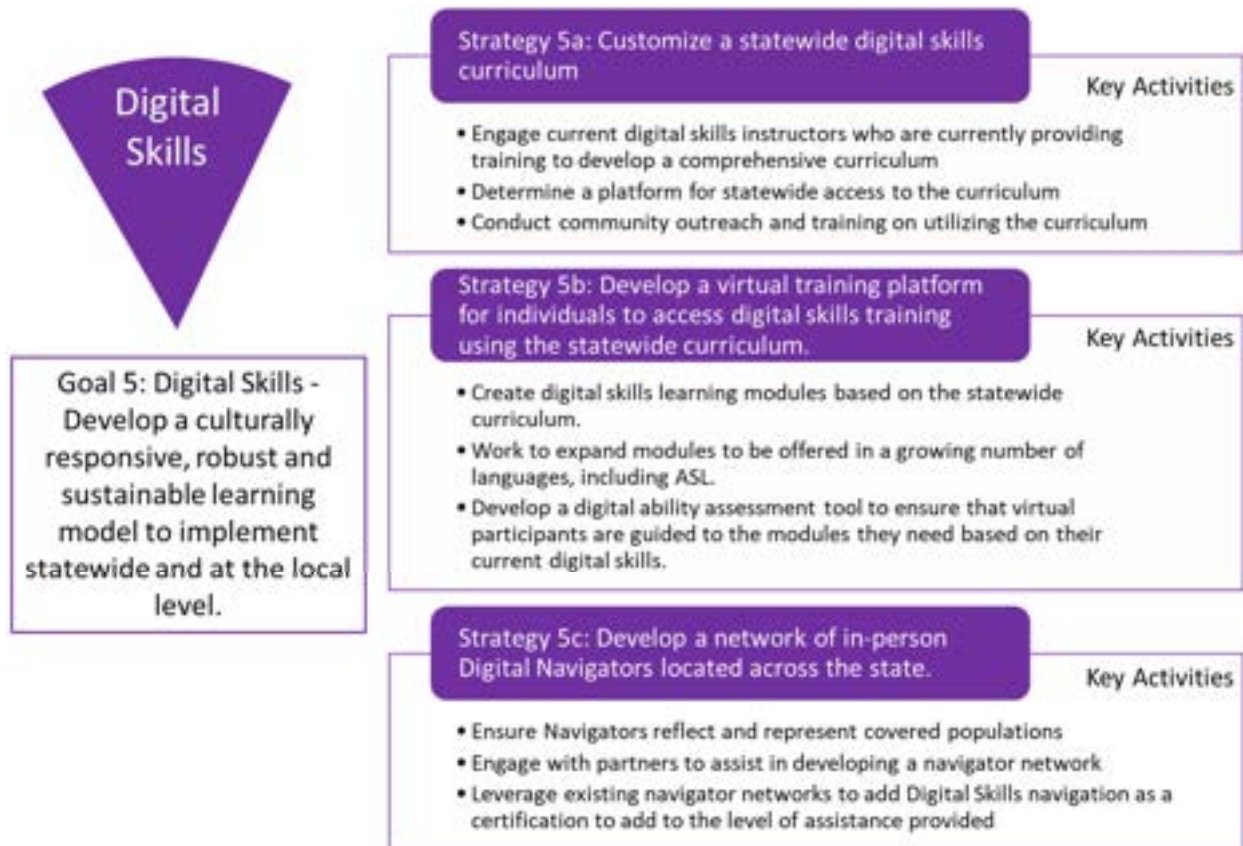 Digital
Skills
Goal 5: Digital Skills -
Develop a culturally
responsive, robust and
sustainable learning
model to implement
statewide and at the local
level.
Strategy 5a: Customize a statewide digital skills
curriculum
Key Activities
• Engage current digital skills instructors who are currently providing
training to develop a comprehensive curriculum
• Determine a platform for statewide access to the curriculum
• Conduct community outreach and training on utilizing the curriculum
Strategy 5b: Develop a virtual training platform
for individuals to access digital skills training
using the statewide curriculum.
Key Activities
• Create digital skills learning modules based on the statewide
curriculum.
• Work to expand modules to be offered in a growing number of
languages, including ASL.
• Develop a digital ability assessment tool to ensure that virtual
participants are guided to the modules they need based on their
current digital skills.
Strategy 5c: Develop a network of in-person
Digital Navigators located across the state.
Key Activities
• Ensure Navigators reflect and represent covered populations
• Engage with partners to assist in developing a navigator network
• Leverage existing navigator networks to add Digital Skills navigation as a
certification to add to the level of assistance provided